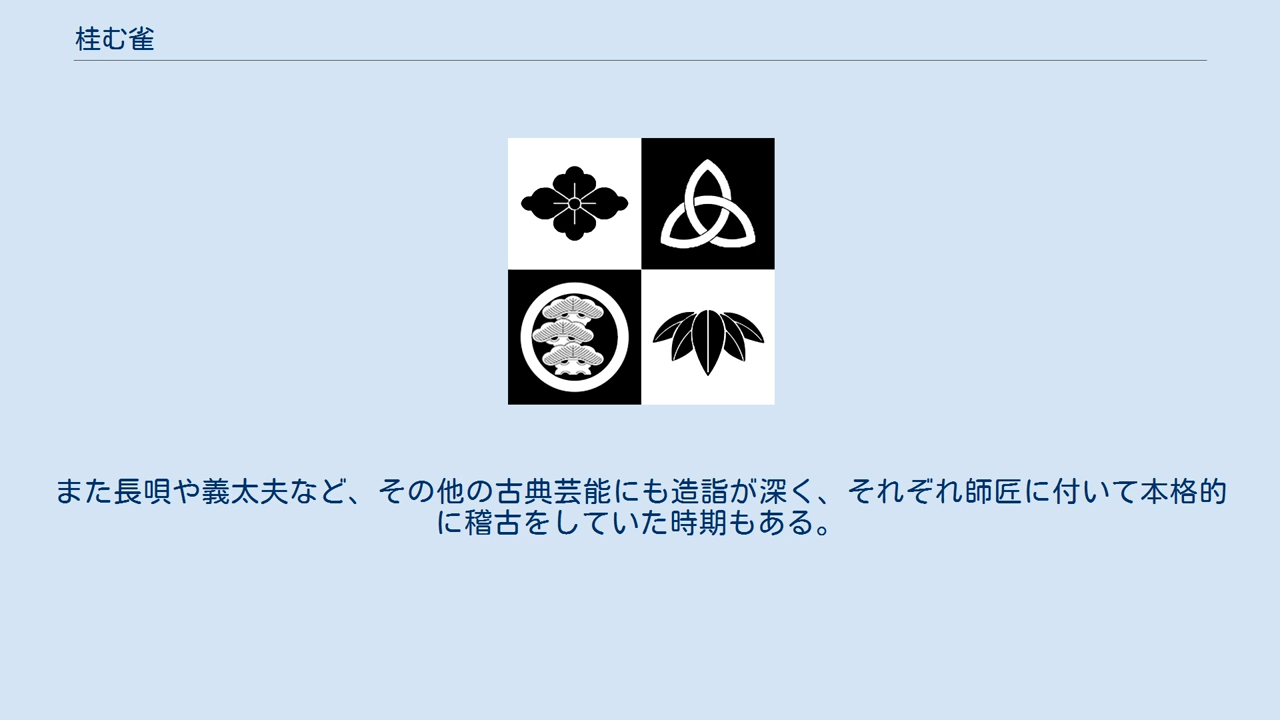 桂む雀
また長唄や義太夫など、その他の古典芸能にも造詣が深く、それぞれ師匠に付いて本格的
に稽古をしていた時期もある。